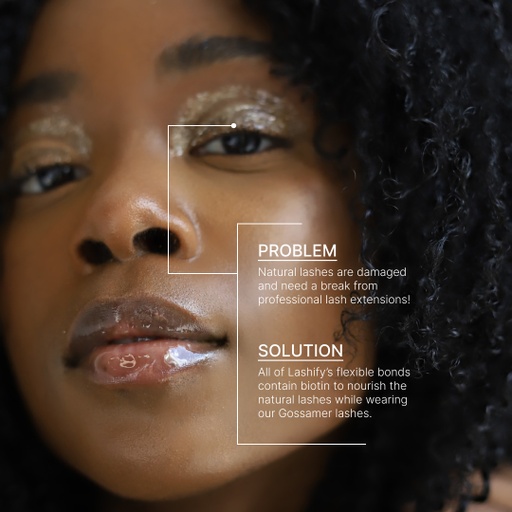 PROBLEM
Natural lashes are damaged
and need a break from
professional lash extensions!
SOLUTION
All of Lashify's flexible bonds
contain biotin to nourish the
natural lashes while wearing
our Gossamer lashes.